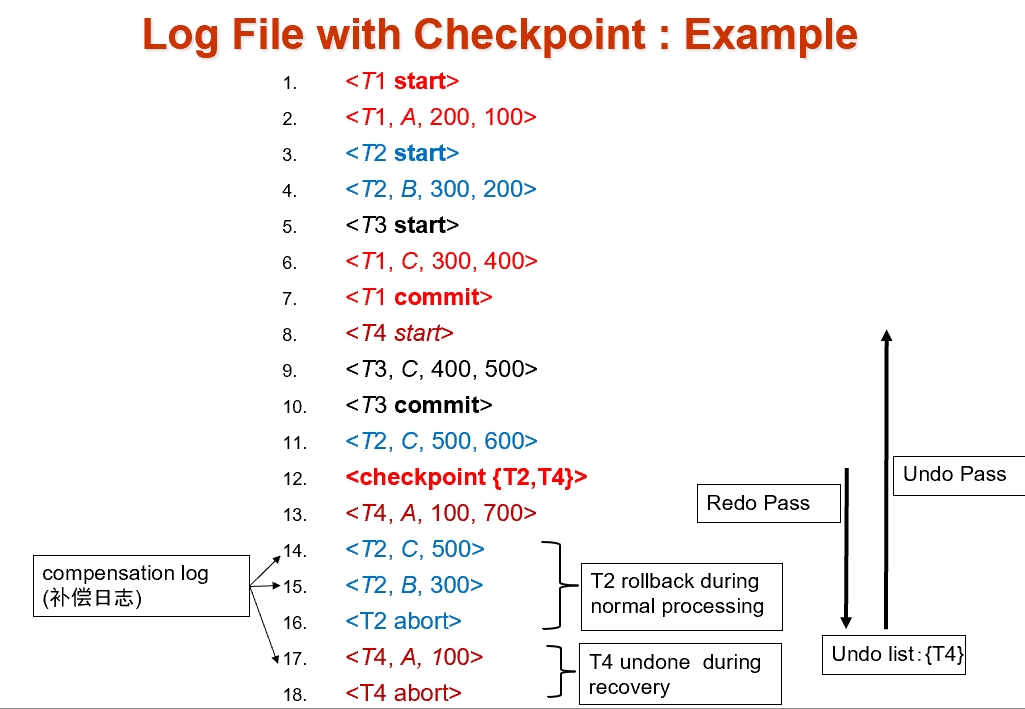 Log File with Checkpoint : Example
1. <T1 start>
2. <T1, A, 200, 100>
3. <T2 start>
4. <T2, B, 300, 200>
5. <T3 start>
6. <T1, C, 300, 400>
7. <T1 commit>
8. <T4 start>
9. <T3, C, 400, 500>
10. <T3 commit>
11. <T2, C, 500, 600>
12. <checkpoint {T2,T4}>
13. <T4, A, 100, 700>
14. <T2, C, 500>
15. <T2, B, 300>
16. <T2 abort>
17. <T4, A, 100>
18. <T4 abort>
compensation log
(补偿日志)
T2 rollback during
normal processing
T4 undone during
recovery
Redo Pass
Undo Pass
Undo list:{T4}